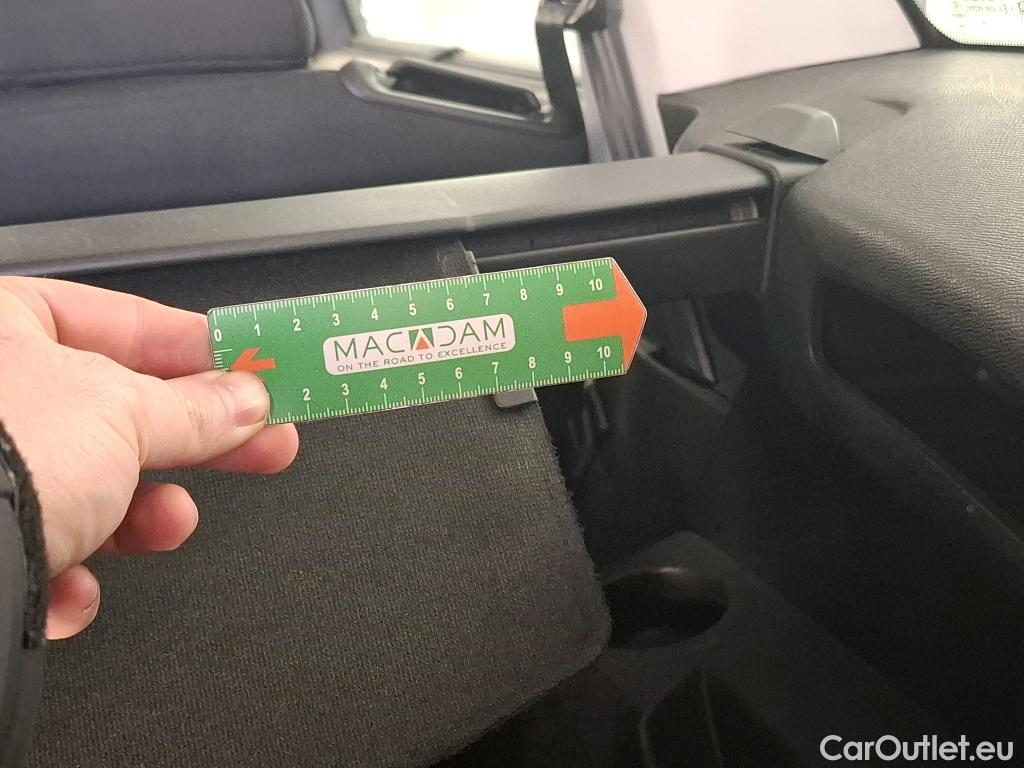 0 1 2 3 4 5 6 7 8 9 10
MACADAM
ON THE ROAD TO EXCELLENCE
2 3 4 5 6 7 8 9 10
CarOutlet.eu